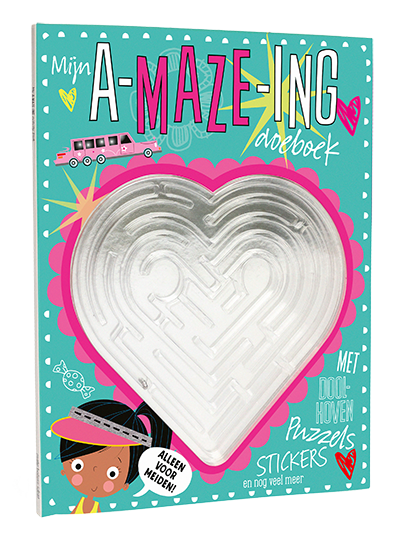 Mijn
A-MAZE-ING
doeboek
MET
DOOL-
HOVEN
Puzzels
STICKERS
en nog veel meer
ALLEEN
VOOR
MEIDEN!